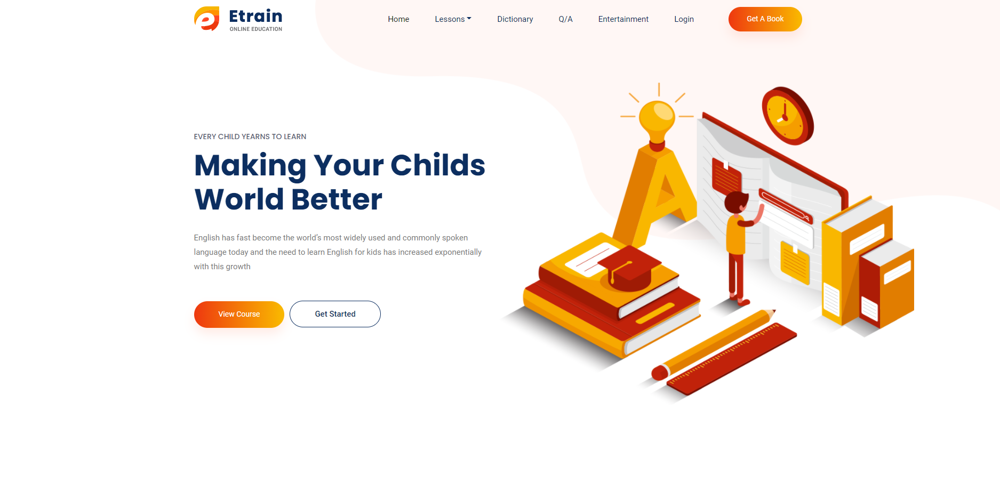 Etrain
ONLINE EDUCATION
Home Lessons Dictionary Q/A Entertainment Login Get A Book
EVERY CHILD YEARNS TO LEARN
Making Your Childs
World Better
English has fast become the world’s most widely used and commonly spoken
language today and the need to learn English for kids has increased exponentially
with this growth
View Course Get Started
A